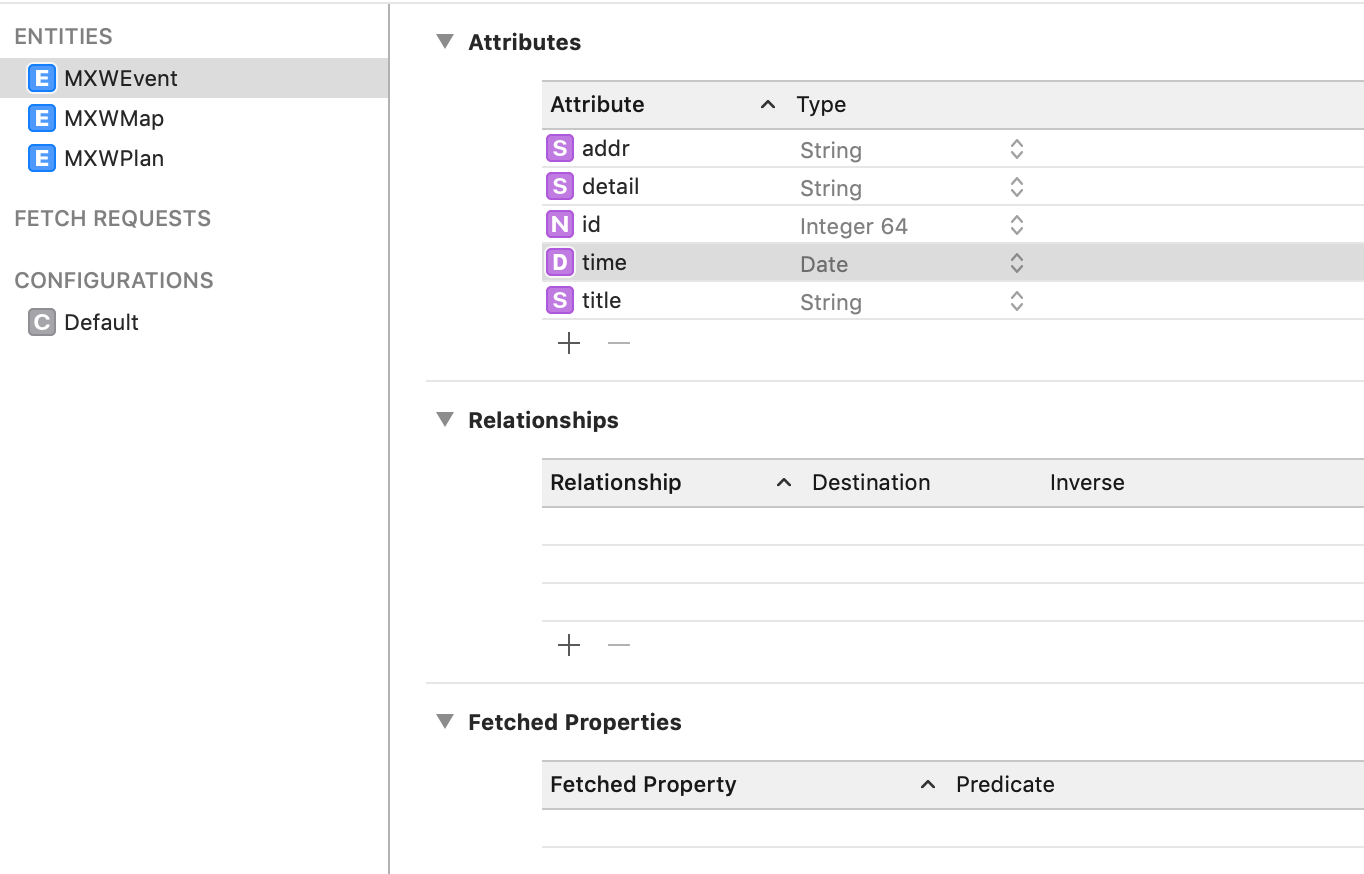 ENTITIES
E MXWEvent
E MXWMap
E MXWPlan
FETCH REQUESTS
CONFIGURATIONS
C Default
Attributes
Attribute Type
S addr String
S detail String
N id Integer 64
D time Date
S title String
Relationships
Relationship Destination Inverse
Fetched Properties
Fetched Property Predicate